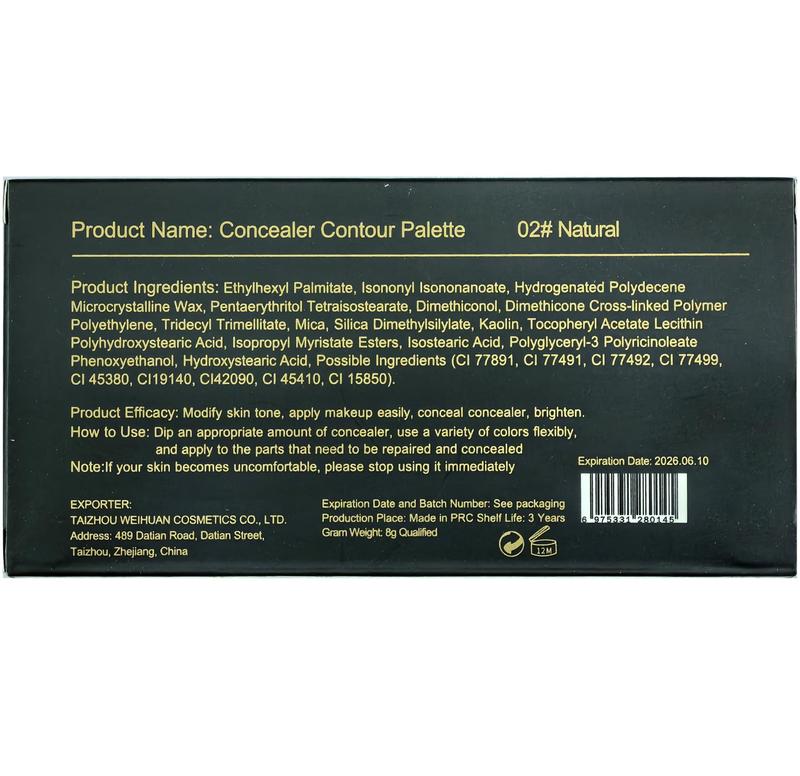 Product Name: Concealer Contour Palette 02# Natural
Product Ingredients: Ethylhexyl Palmitate, Isononyl Isononanoate, Hydrogenated Polydecene
Microcrystalline Wax, Pentaerythritol Tetraisostearate, Dimethiconol, Dimethicone Cross-linked Polymer
Polyethylene, Tridecyl Trimellitate, Mica, Silica Dimethylsilylate, Kaolin, Tocopheryl Acetate Lecithin
Polyhydroxystearic Acid, Isopropyl Myristate Esters, Isostearic Acid, Polyglyceryl-3 Polyricinoleate
Phenoxyethanol, Hydroxystearic Acid, Possible Ingredients (CI 77891, CI 77491, CI 77492, CI 77499,
CI 45380, CI19140, CI42090, CI 45410, CI 15850).
Product Efficacy: Modify skin tone, apply makeup easily, conceal concealer, brighten.
How to Use: Dip an appropriate amount of concealer, use a variety of colors flexibly,
and apply to the parts that need to be repaired and concealed
Note:If your skin becomes uncomfortable, please stop using it immediately
Expiration Date: 2026.06.10
6 975331 280145
EXPORTER:
TAIZHOU WEIHUAN COSMETICS CO., LTD.
Address: 489 Datian Road, Datian Street,
Taizhou, Zhejiang, China
Expiration Date and Batch Number: See packaging
Production Place: Made in PRC Shelf Life: 3 Years
Gram Weight: 8g Qualified
12M